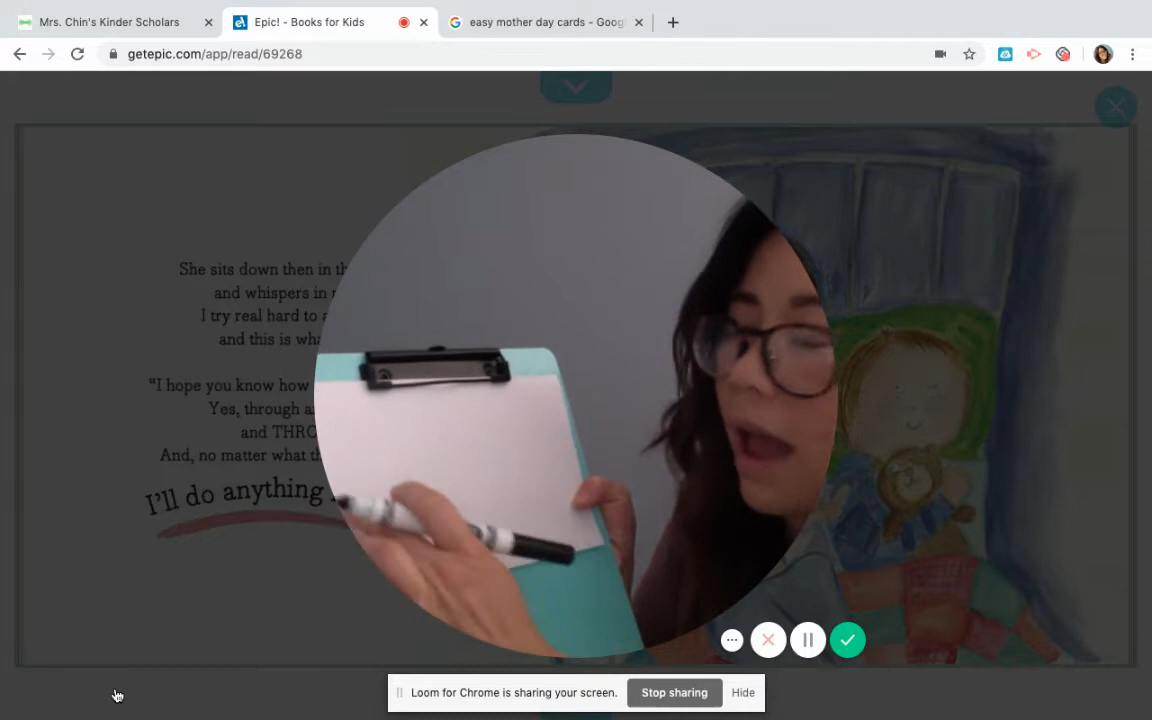 Mrs. Chin's Kinder Scholars
Epic! - Books for Kids
easy mother day cards - Goog
getepic.com/app/read/69268
She sits down then in th
and whispers in
I try real hard to
and this is wha
"I hope you know how
Yes, through a
and THRO
And, no matter what th
I'll do anything
Loom for Chrome is sharing your screen.
Stop sharing
Hide